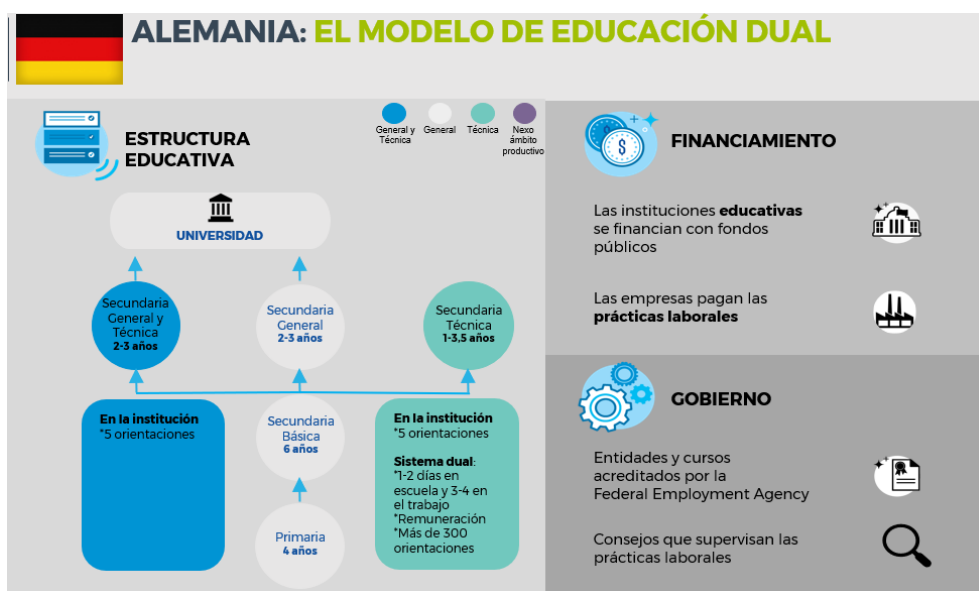 ALEMANIA: EL MODELO DE EDUCACIÓN DUAL
ESTRUCTURA
EDUCATIVA
General y
Técnica
General
Técnica
Nexo
ámbito
productivo
UNIVERSIDAD
Secundaria
General y
Técnica
2-3 años
Secundaria
General
2-3 años
Secundaria
Técnica
1-3,5 años
En la institución
*5 orientaciones
Secundaria
Básica
6 años
Primaria
4 años
En la institución
*5 orientaciones
Sistema dual:
*1-2 días en
escuela y 3-4 en
el trabajo
*Remuneración
*Más de 300
orientaciones
FINANCIAMIENTO
Las instituciones educativas
se financian con fondos
públicos
Las empresas pagan las
prácticas laborales
GOBIERNO
Entidades y cursos
acreditados por la
Federal Employment Agency
Consejos que supervisan las
prácticas laborales